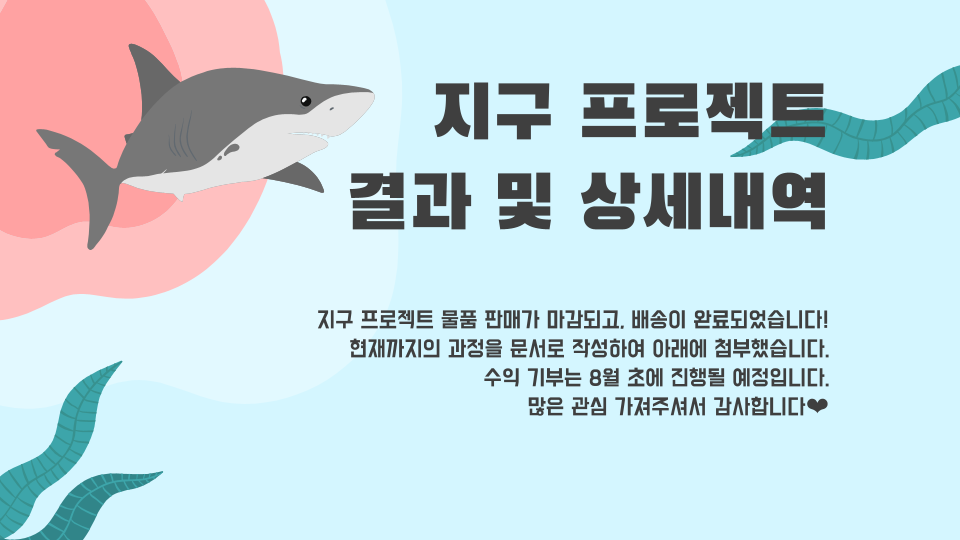 지구 프로젝트
결과 및 상세내역
지구 프로젝트 물품 판매가 마감되고, 배송이 완료되었습니다!
현재까지의 과정을 문서로 작성하여 아래에 첨부했습니다.
수익 기부는 8월 초에 진행될 예정입니다.
많은 관심 가져주셔서 감사합니다❤